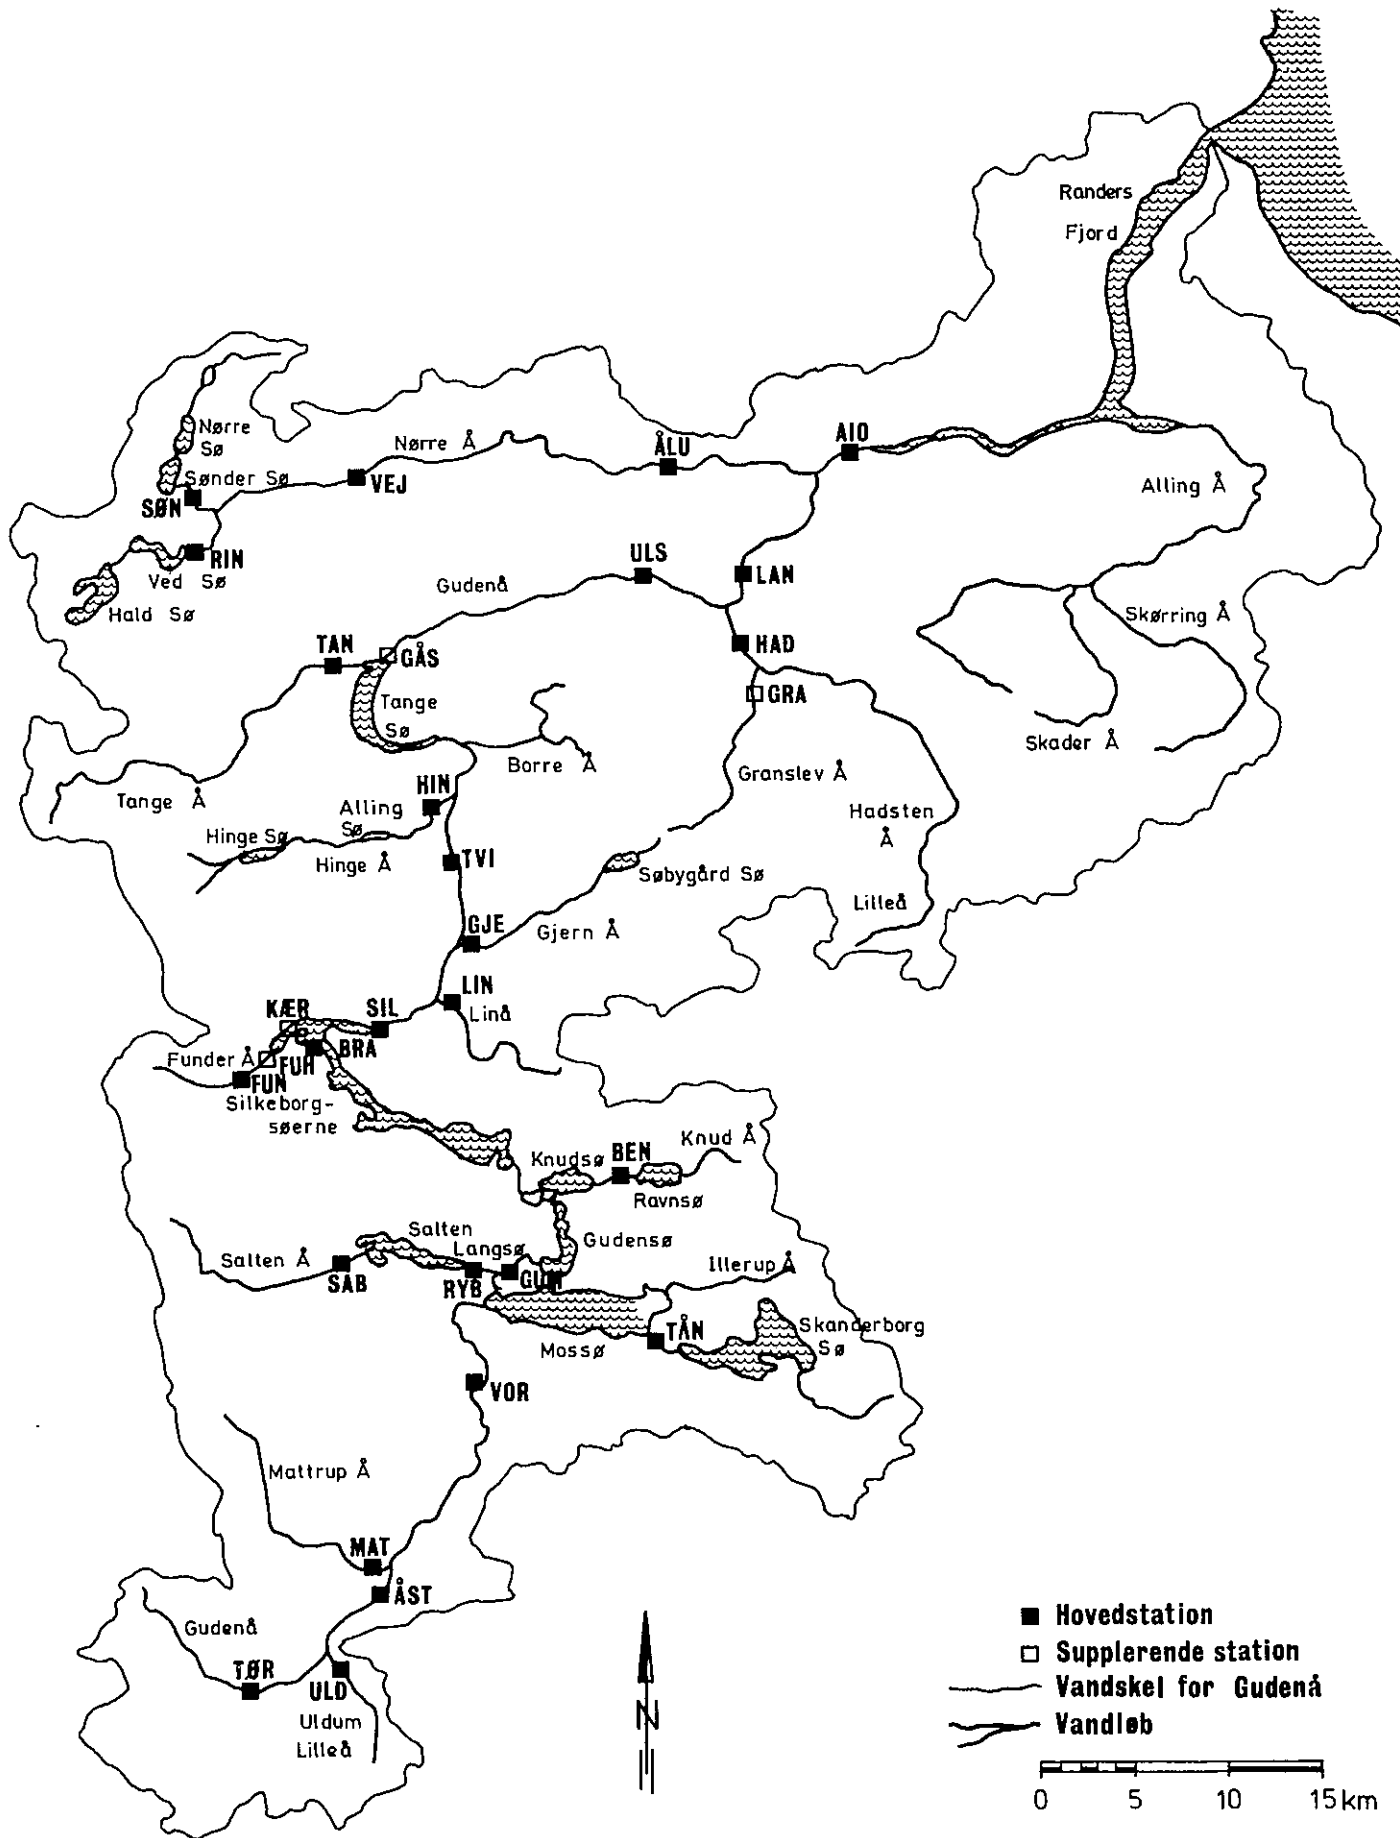 Randers
Fjord
Nørre
Sø
Nørre Å
ÅLU
AIO
Sønder Sø
VEJ
Alling Å
SØN
RIN
ULS
LAN
Ved Sø
Gudenå
Hald Sø
Skørring Å
TAN
GÅS
HAD
GRA
Tange
Sø
Skader Å
Borre Å
Granslev Å
Tange Å
HIN
Alling
Sø
Hadsten
Å
Hinge Sø
Hinge Å
TVI
Søbygård Sø
Lilleå
GJE
Gjern Å
LIN
Linå
KÆR
SIL
BRA
Funder Å
FUH
FUN
Silkeborg-
søerne
Knud Å
BEN
Knudsø
Ravnsø
Salten
Langsø
Gudensø
Salten Å
Illerup Å
SAB
RYB
TÅN
Skanderborg
Sø
Mossø
VOR
Mattrup Å
MAT
ÅST
Gudenå
TØR
ULD
Uldum
Lilleå
N
Hovedstation
Supplerende station
Vandskel for Gudenå
Vandløb
0 5 10 15 km